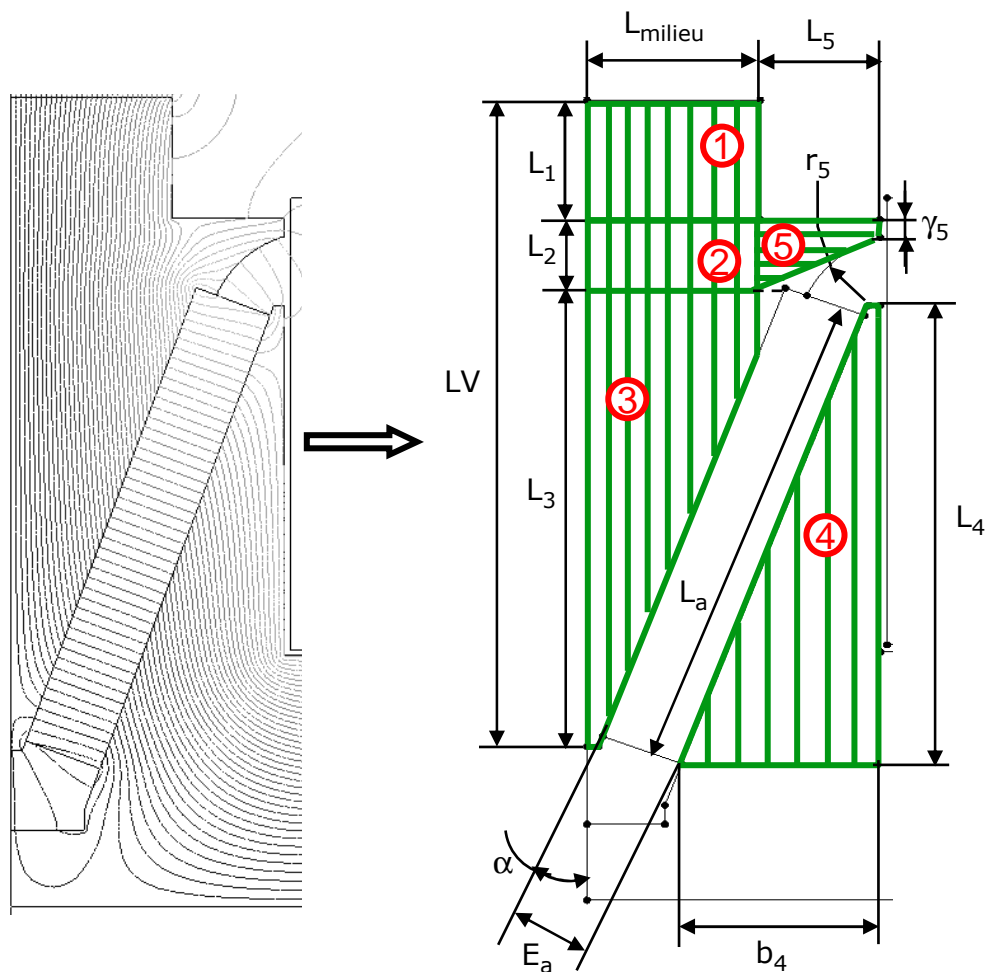 L_milieu
L_5
①
r_5
L_1
γ_5
L_2
②
⑤
LV
③
L_3
④
L_4
L_a
α
E_a
b_4